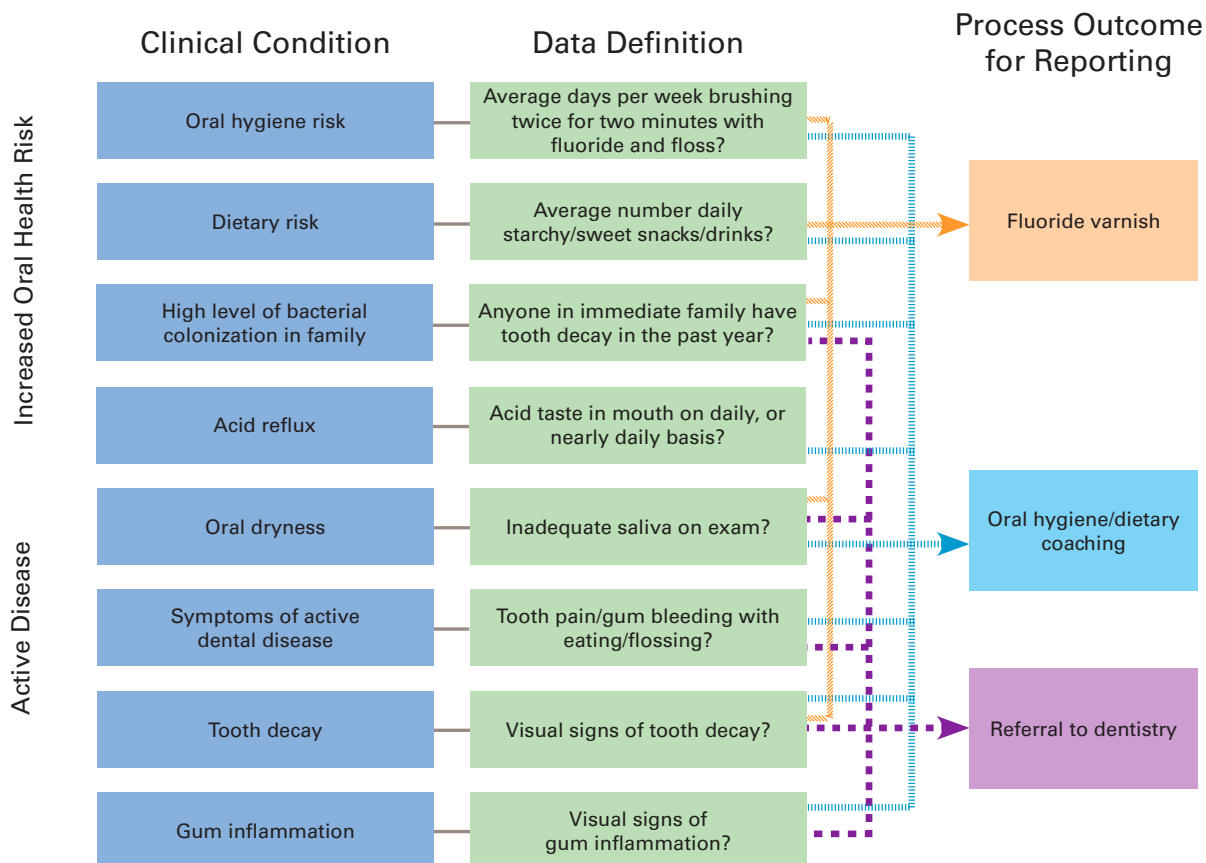 Clinical Condition
Data Definition
Process Outcome
for Reporting
Increased Oral Health Risk
Oral hygiene risk
Average days per week brushing
twice for two minutes with
fluoride and floss?
Dietary risk
Average number daily
starchy/sweet snacks/drinks?
Fluoride varnish
High level of bacterial
colonization in family
Anyone in immediate family have
tooth decay in the past year?
Acid reflux
Acid taste in mouth on daily, or
nearly daily basis?
Active Disease
Oral dryness
Inadequate saliva on exam?
Oral hygiene/dietary
coaching
Symptoms of active
dental disease
Tooth pain/gum bleeding with
eating/flossing?
Tooth decay
Visual signs of tooth decay?
Referral to dentistry
Gum inflammation
Visual signs of
gum inflammation?